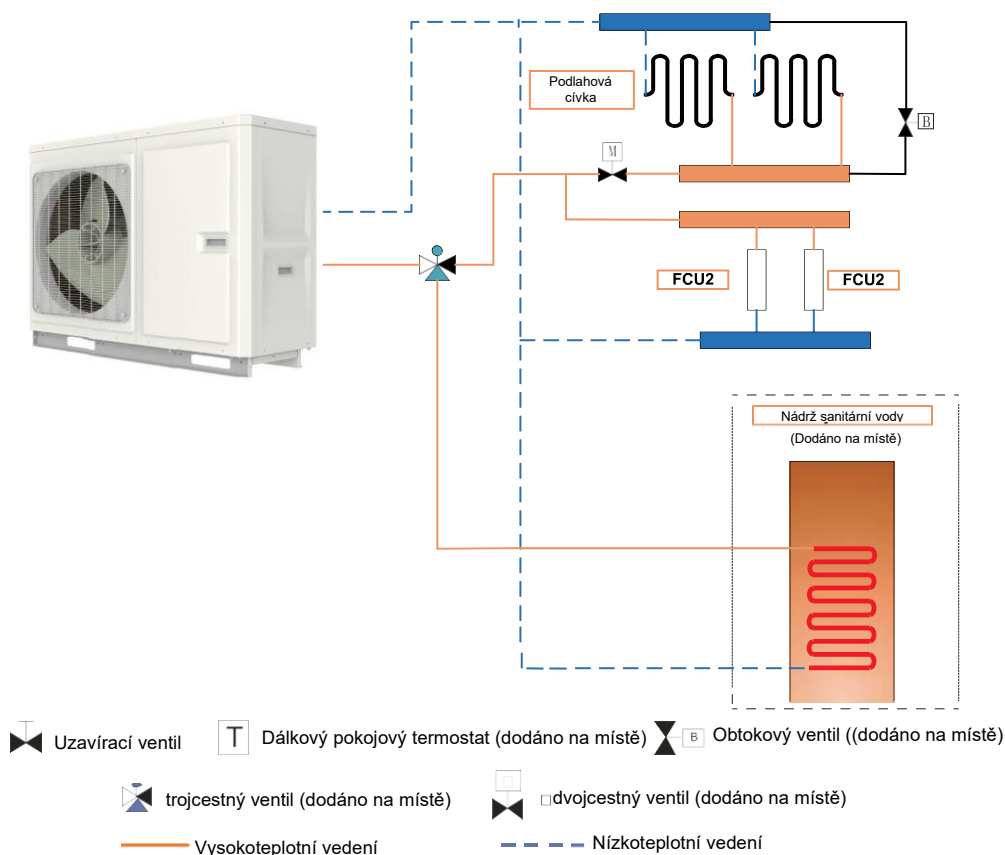 Podlahová
cívka
B
M
FCU2
FCU2
Nádrž sanitární vody
(Dodáno na místě)
Uzavírací ventil
T
Dálkový pokojový termostat (dodáno na místě)
B
Obtokový ventil ((dodáno na místě)
trojcestný ventil (dodáno na místě)
□dvojcestný ventil (dodáno na místě)
Vysokoteplotní vedení
Nízkoteplotní vedení